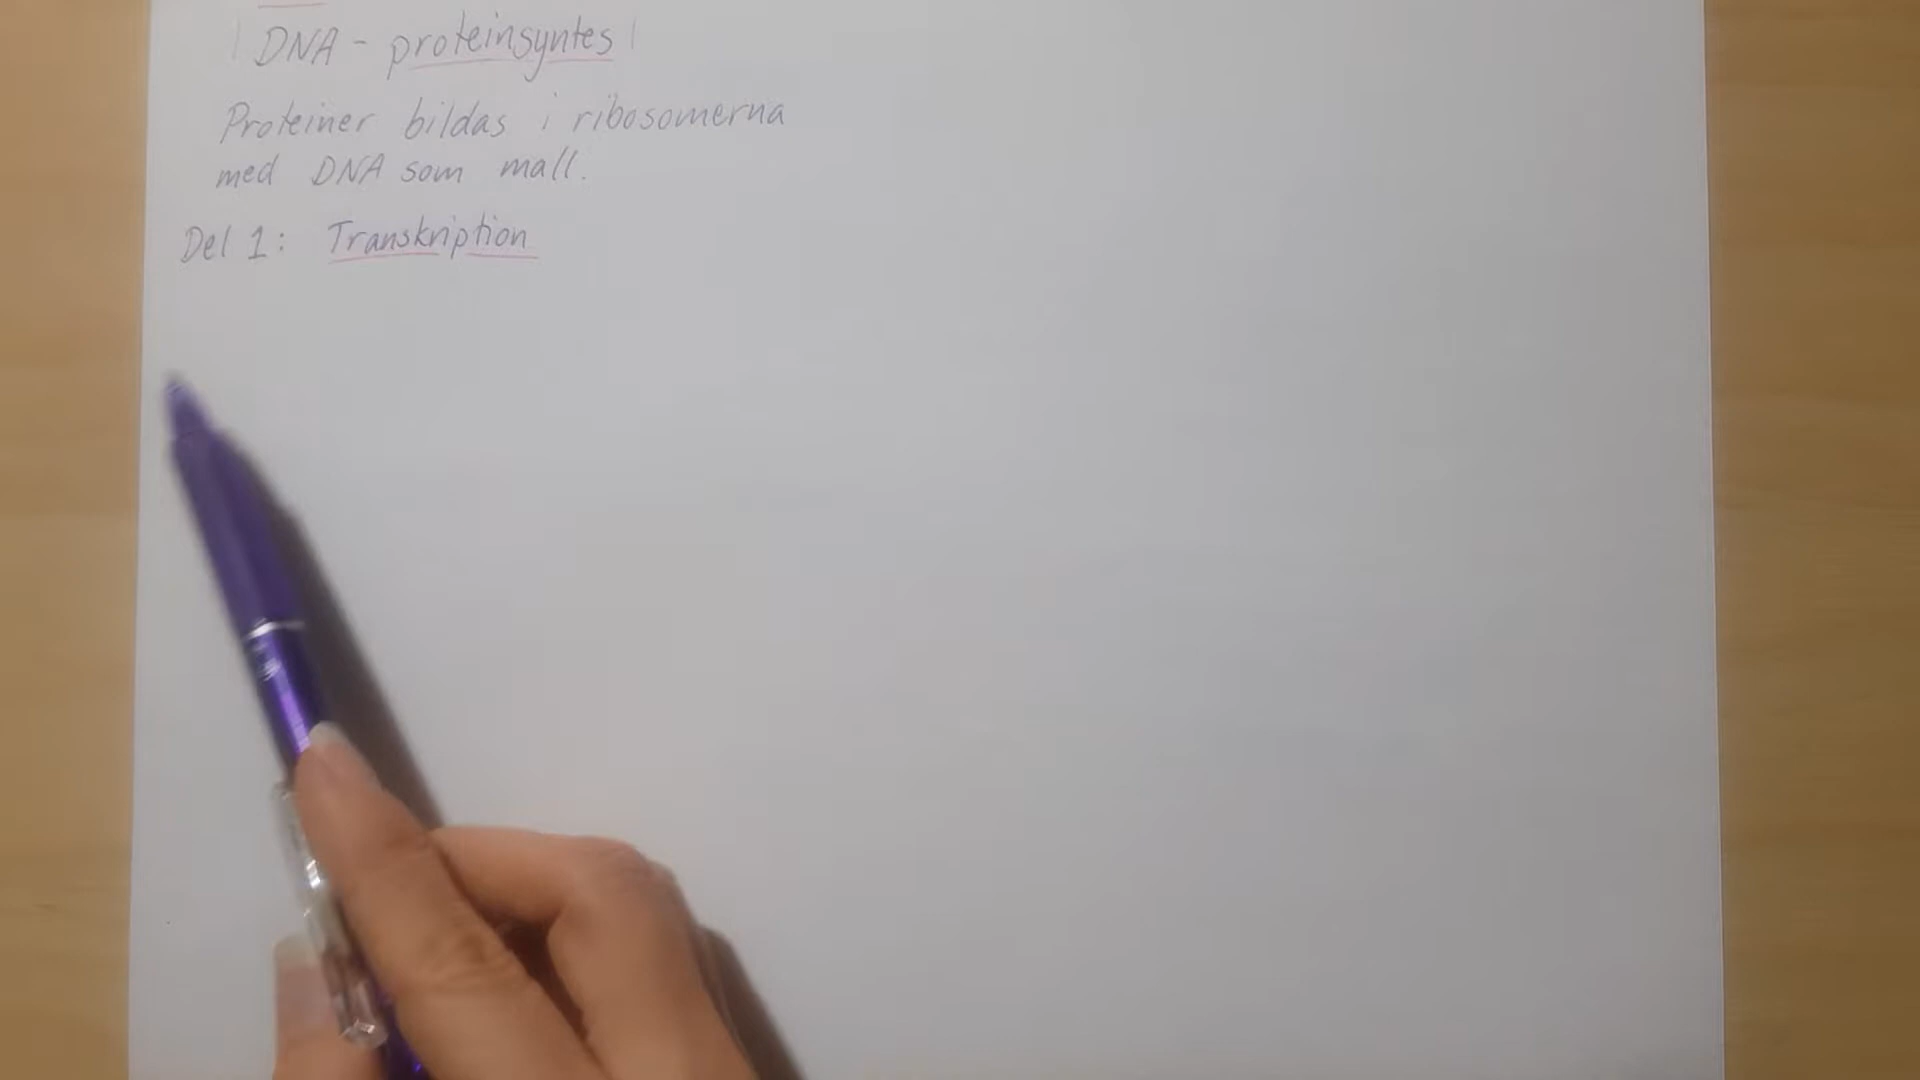 DNA - proteinsyntes
Proteiner bildas i ribosomerna
med DNA som mall.
Del 1: Transkription